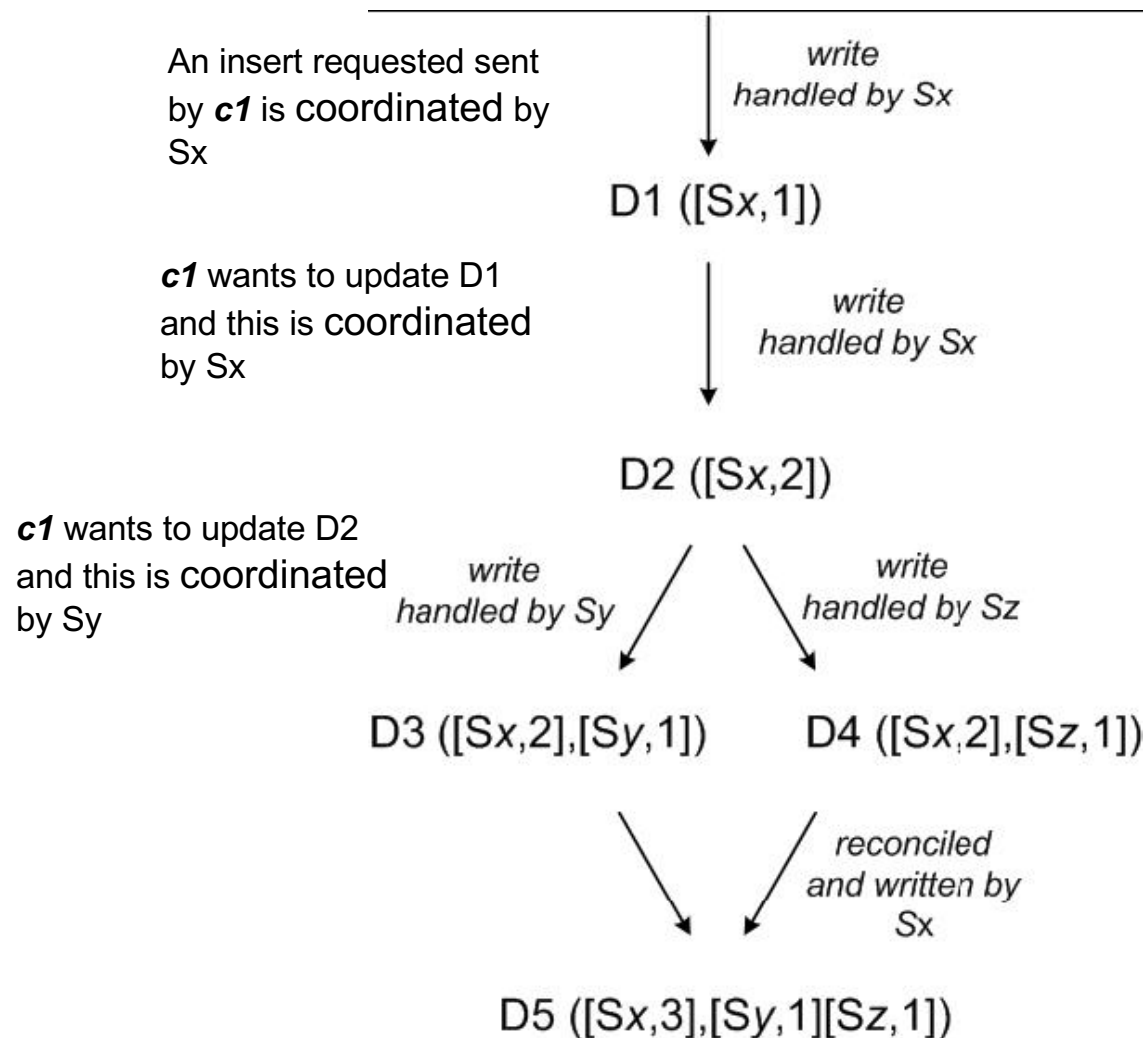 An insert requested sent
by c1 is coordinated by
Sx
write
handled by Sx
D1 ([Sx,1])
c1 wants to update D1
and this is coordinated
by Sx
write
handled by Sx
D2 ([Sx,2])
c1 wants to update D2
and this is coordinated
by Sy
write
handled by Sy
write
handled by Sz
D3 ([Sx,2],[Sy,1])
D4 ([Sx,2],[Sz,1])
reconciled
and written by
Sx
D5 ([Sx,3],[Sy,1][Sz,1])